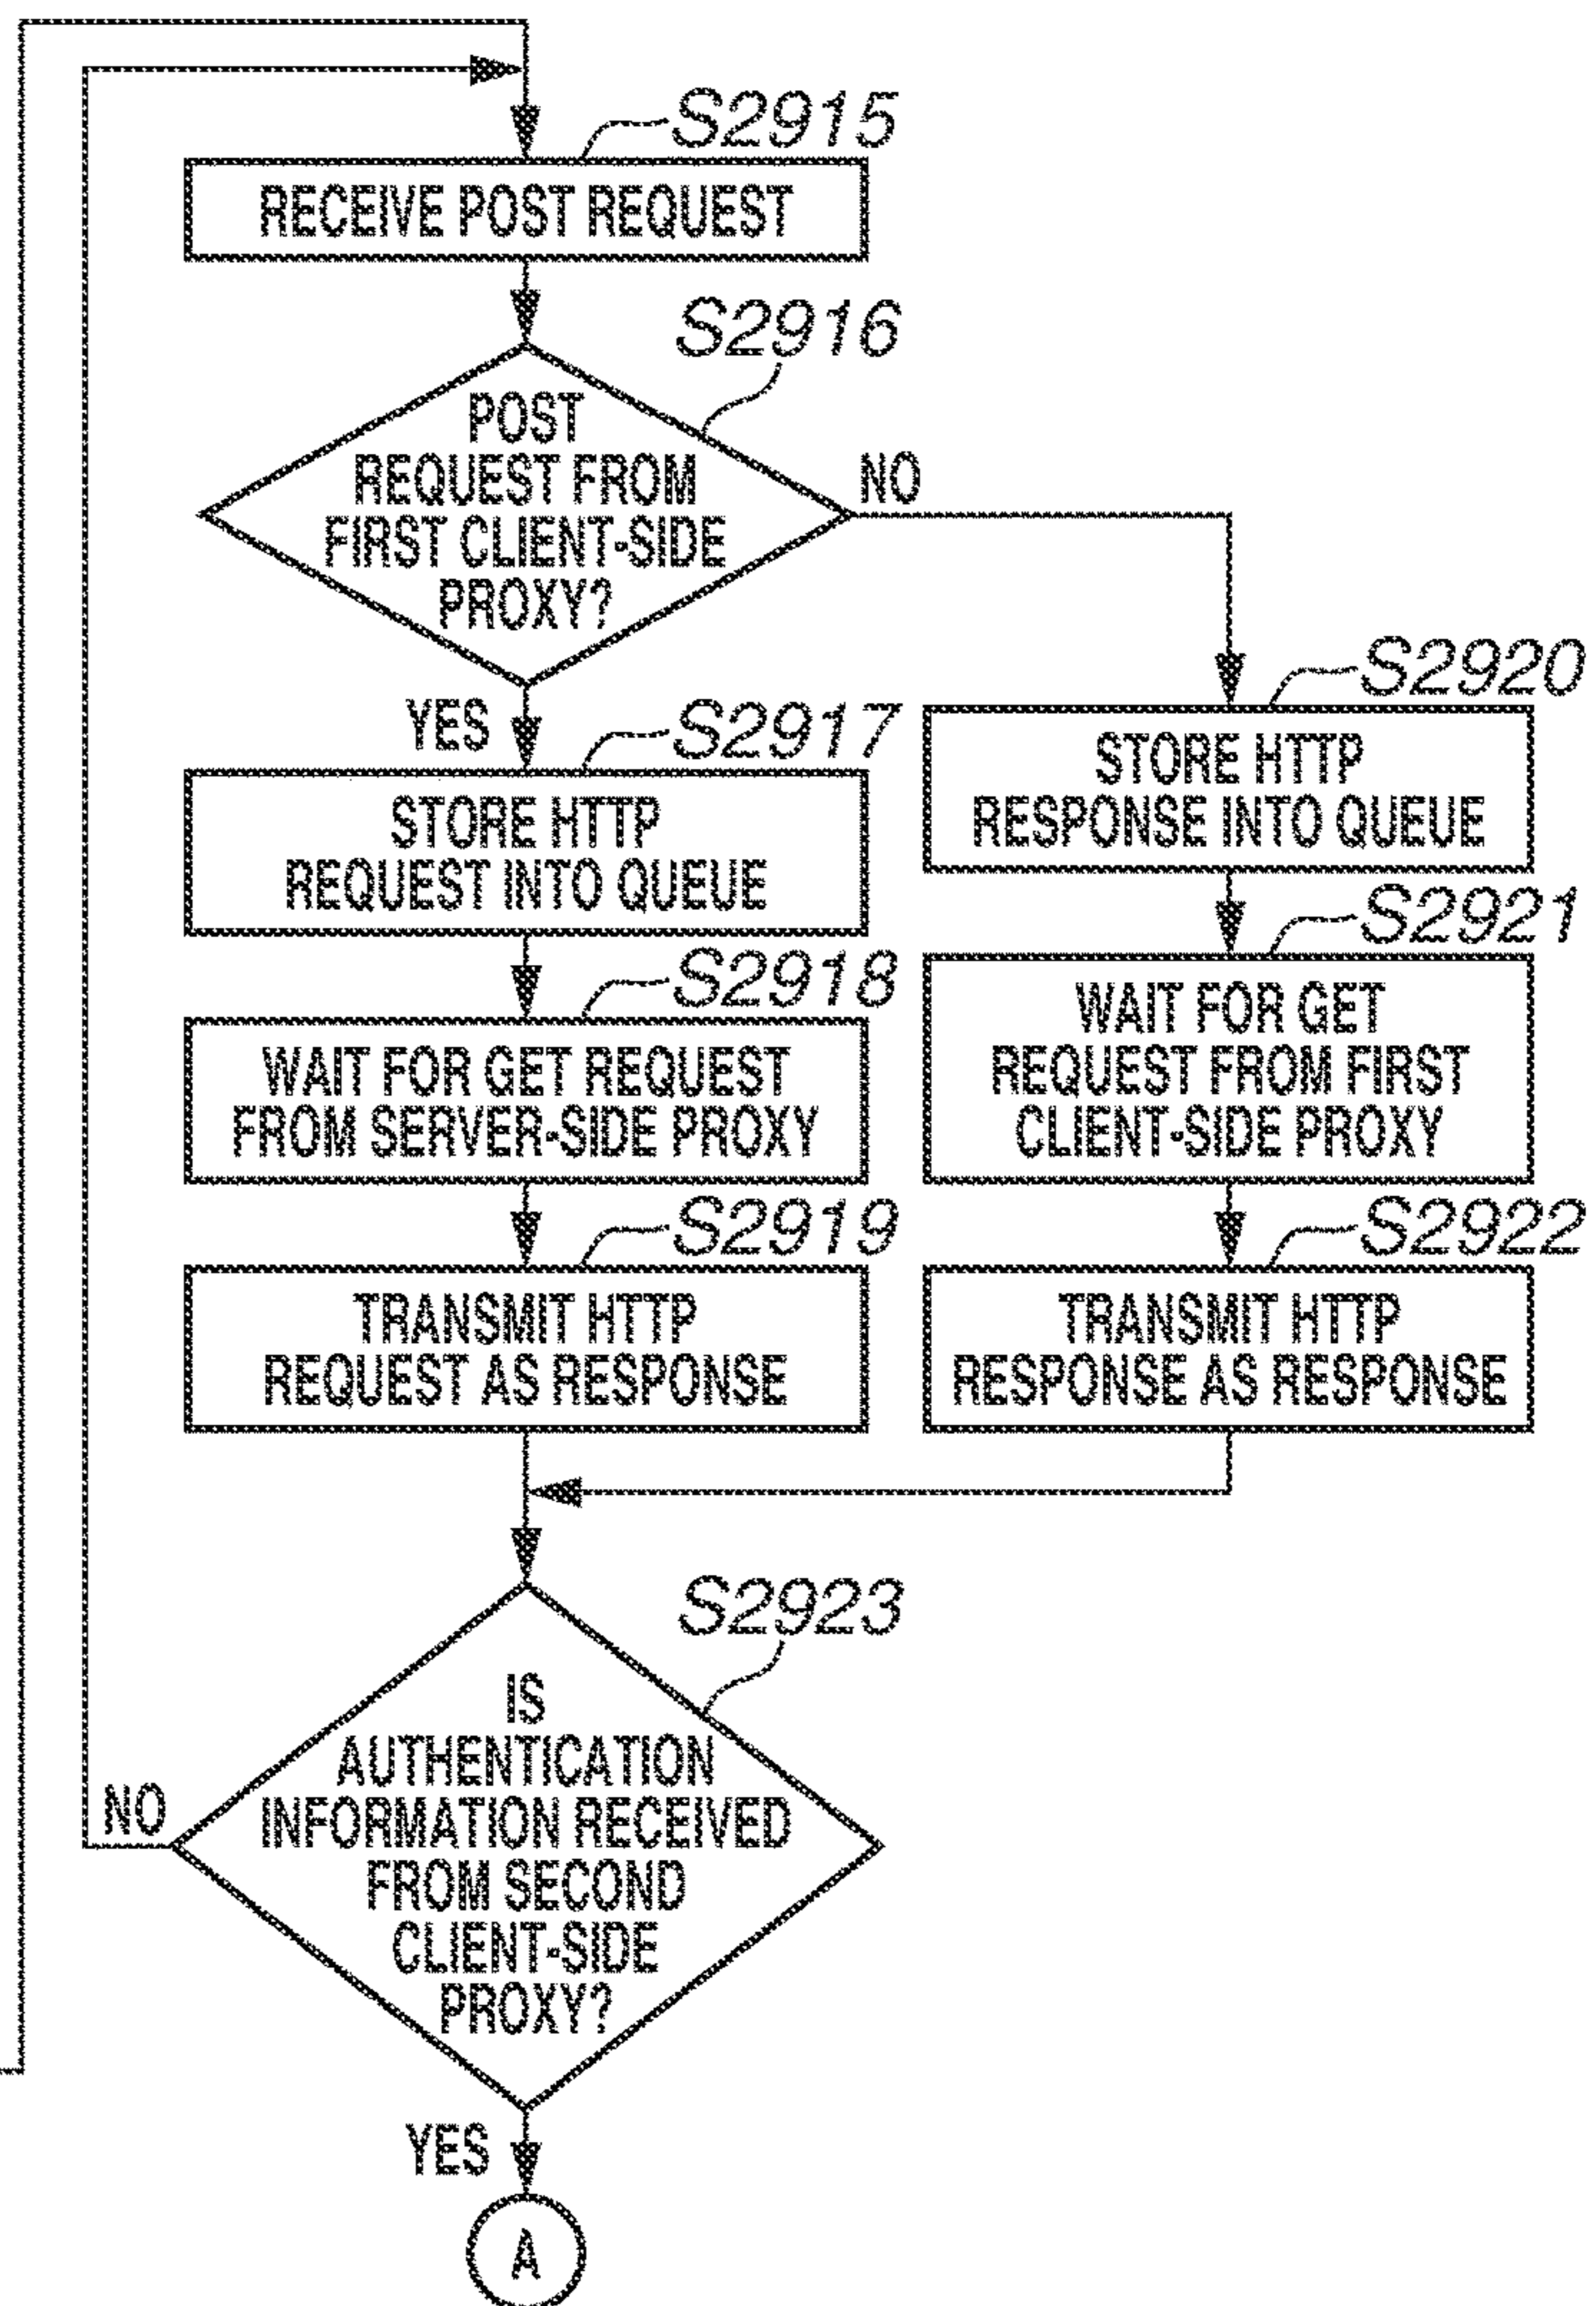 S2915
RECEIVE POST REQUEST
S2916
POST
REQUEST FROM
FIRST CLIENT-SIDE
PROXY?
NO
YES
S2917
STORE HTTP
REQUEST INTO QUEUE
S2918
WAIT FOR GET REQUEST
FROM SERVER-SIDE PROXY
S2919
TRANSMIT HTTP
REQUEST AS RESPONSE
S2920
STORE HTTP
RESPONSE INTO QUEUE
S2921
WAIT FOR GET
REQUEST FROM FIRST
CLIENT-SIDE PROXY
S2922
TRANSMIT HTTP
RESPONSE AS RESPONSE
S2923
IS
AUTHENTICATION
INFORMATION RECEIVED
FROM SECOND
CLIENT-SIDE
PROXY?
NO
YES
A